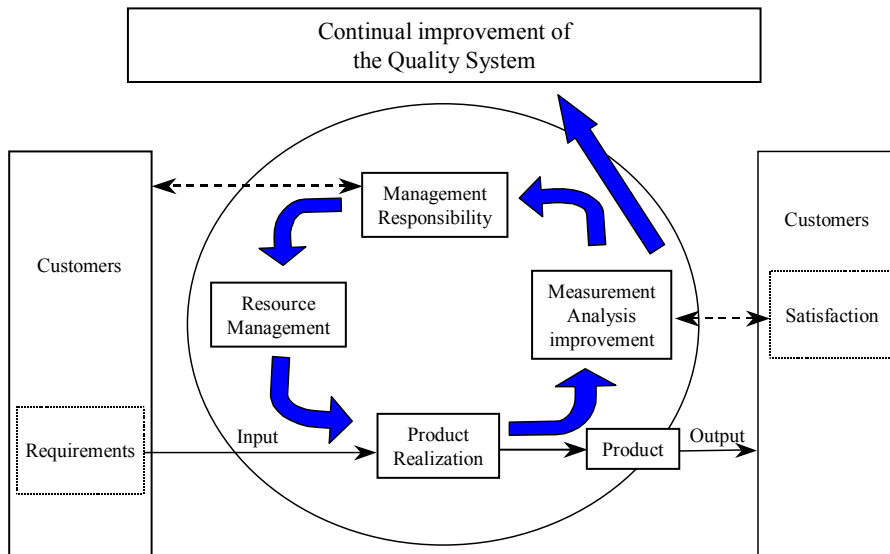 Continual improvement of
the Quality System
Management
Responsibility
Customers
Customers
Resource
Management
Measurement
Analysis
improvement
Satisfaction
Requirements
Input
Product
Realization
Product
Output